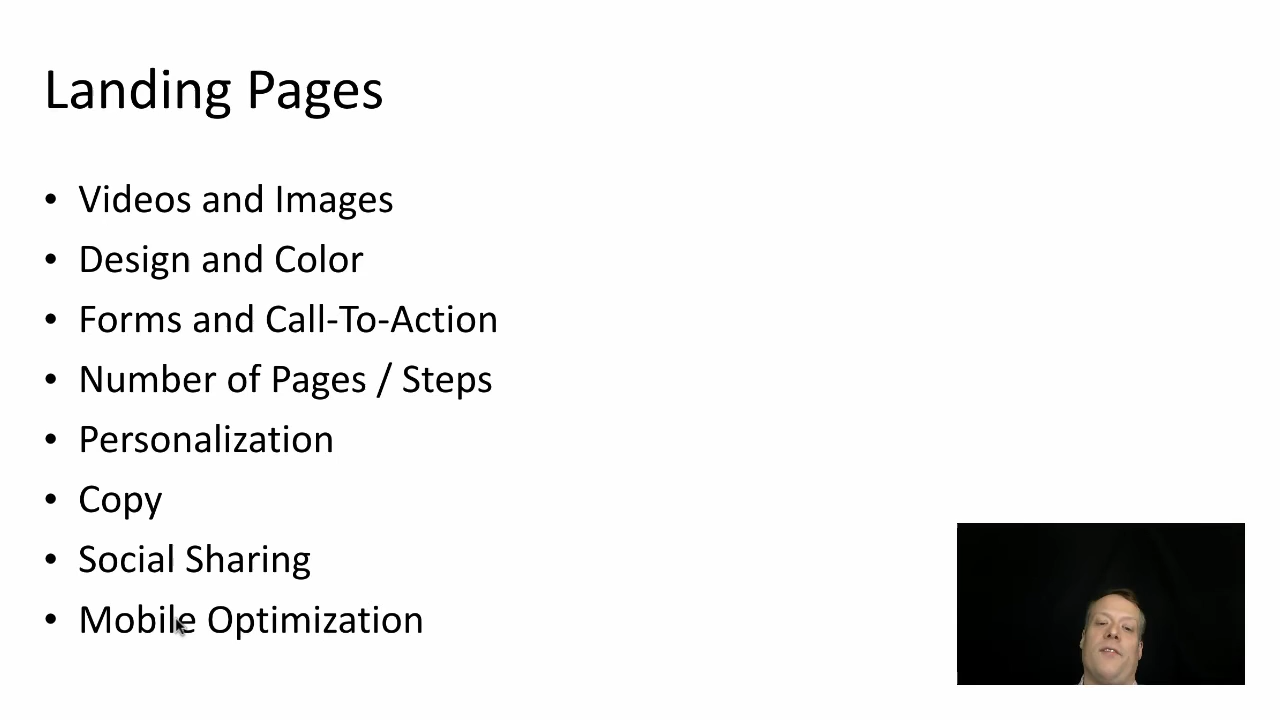 Landing Pages
• Videos and Images
• Design and Color
• Forms and Call-To-Action
• Number of Pages / Steps
• Personalization
• Copy
• Social Sharing
• Mobile Optimization